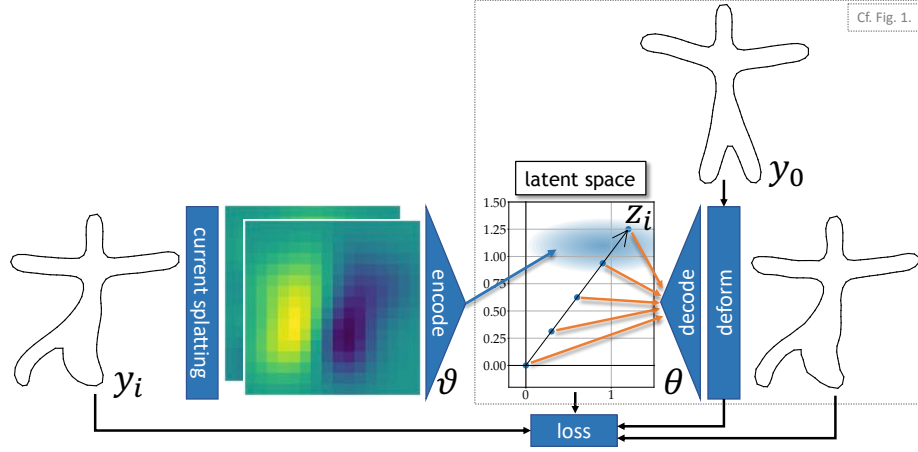 Cf. Fig. 1.
y₀
latent space
1.50
1.25
1.00
0.75
0.50
0.25
0.00
0 1
zᵢ
current splatting
encode
decode
deform
yᵢ
ϑ
θ
loss